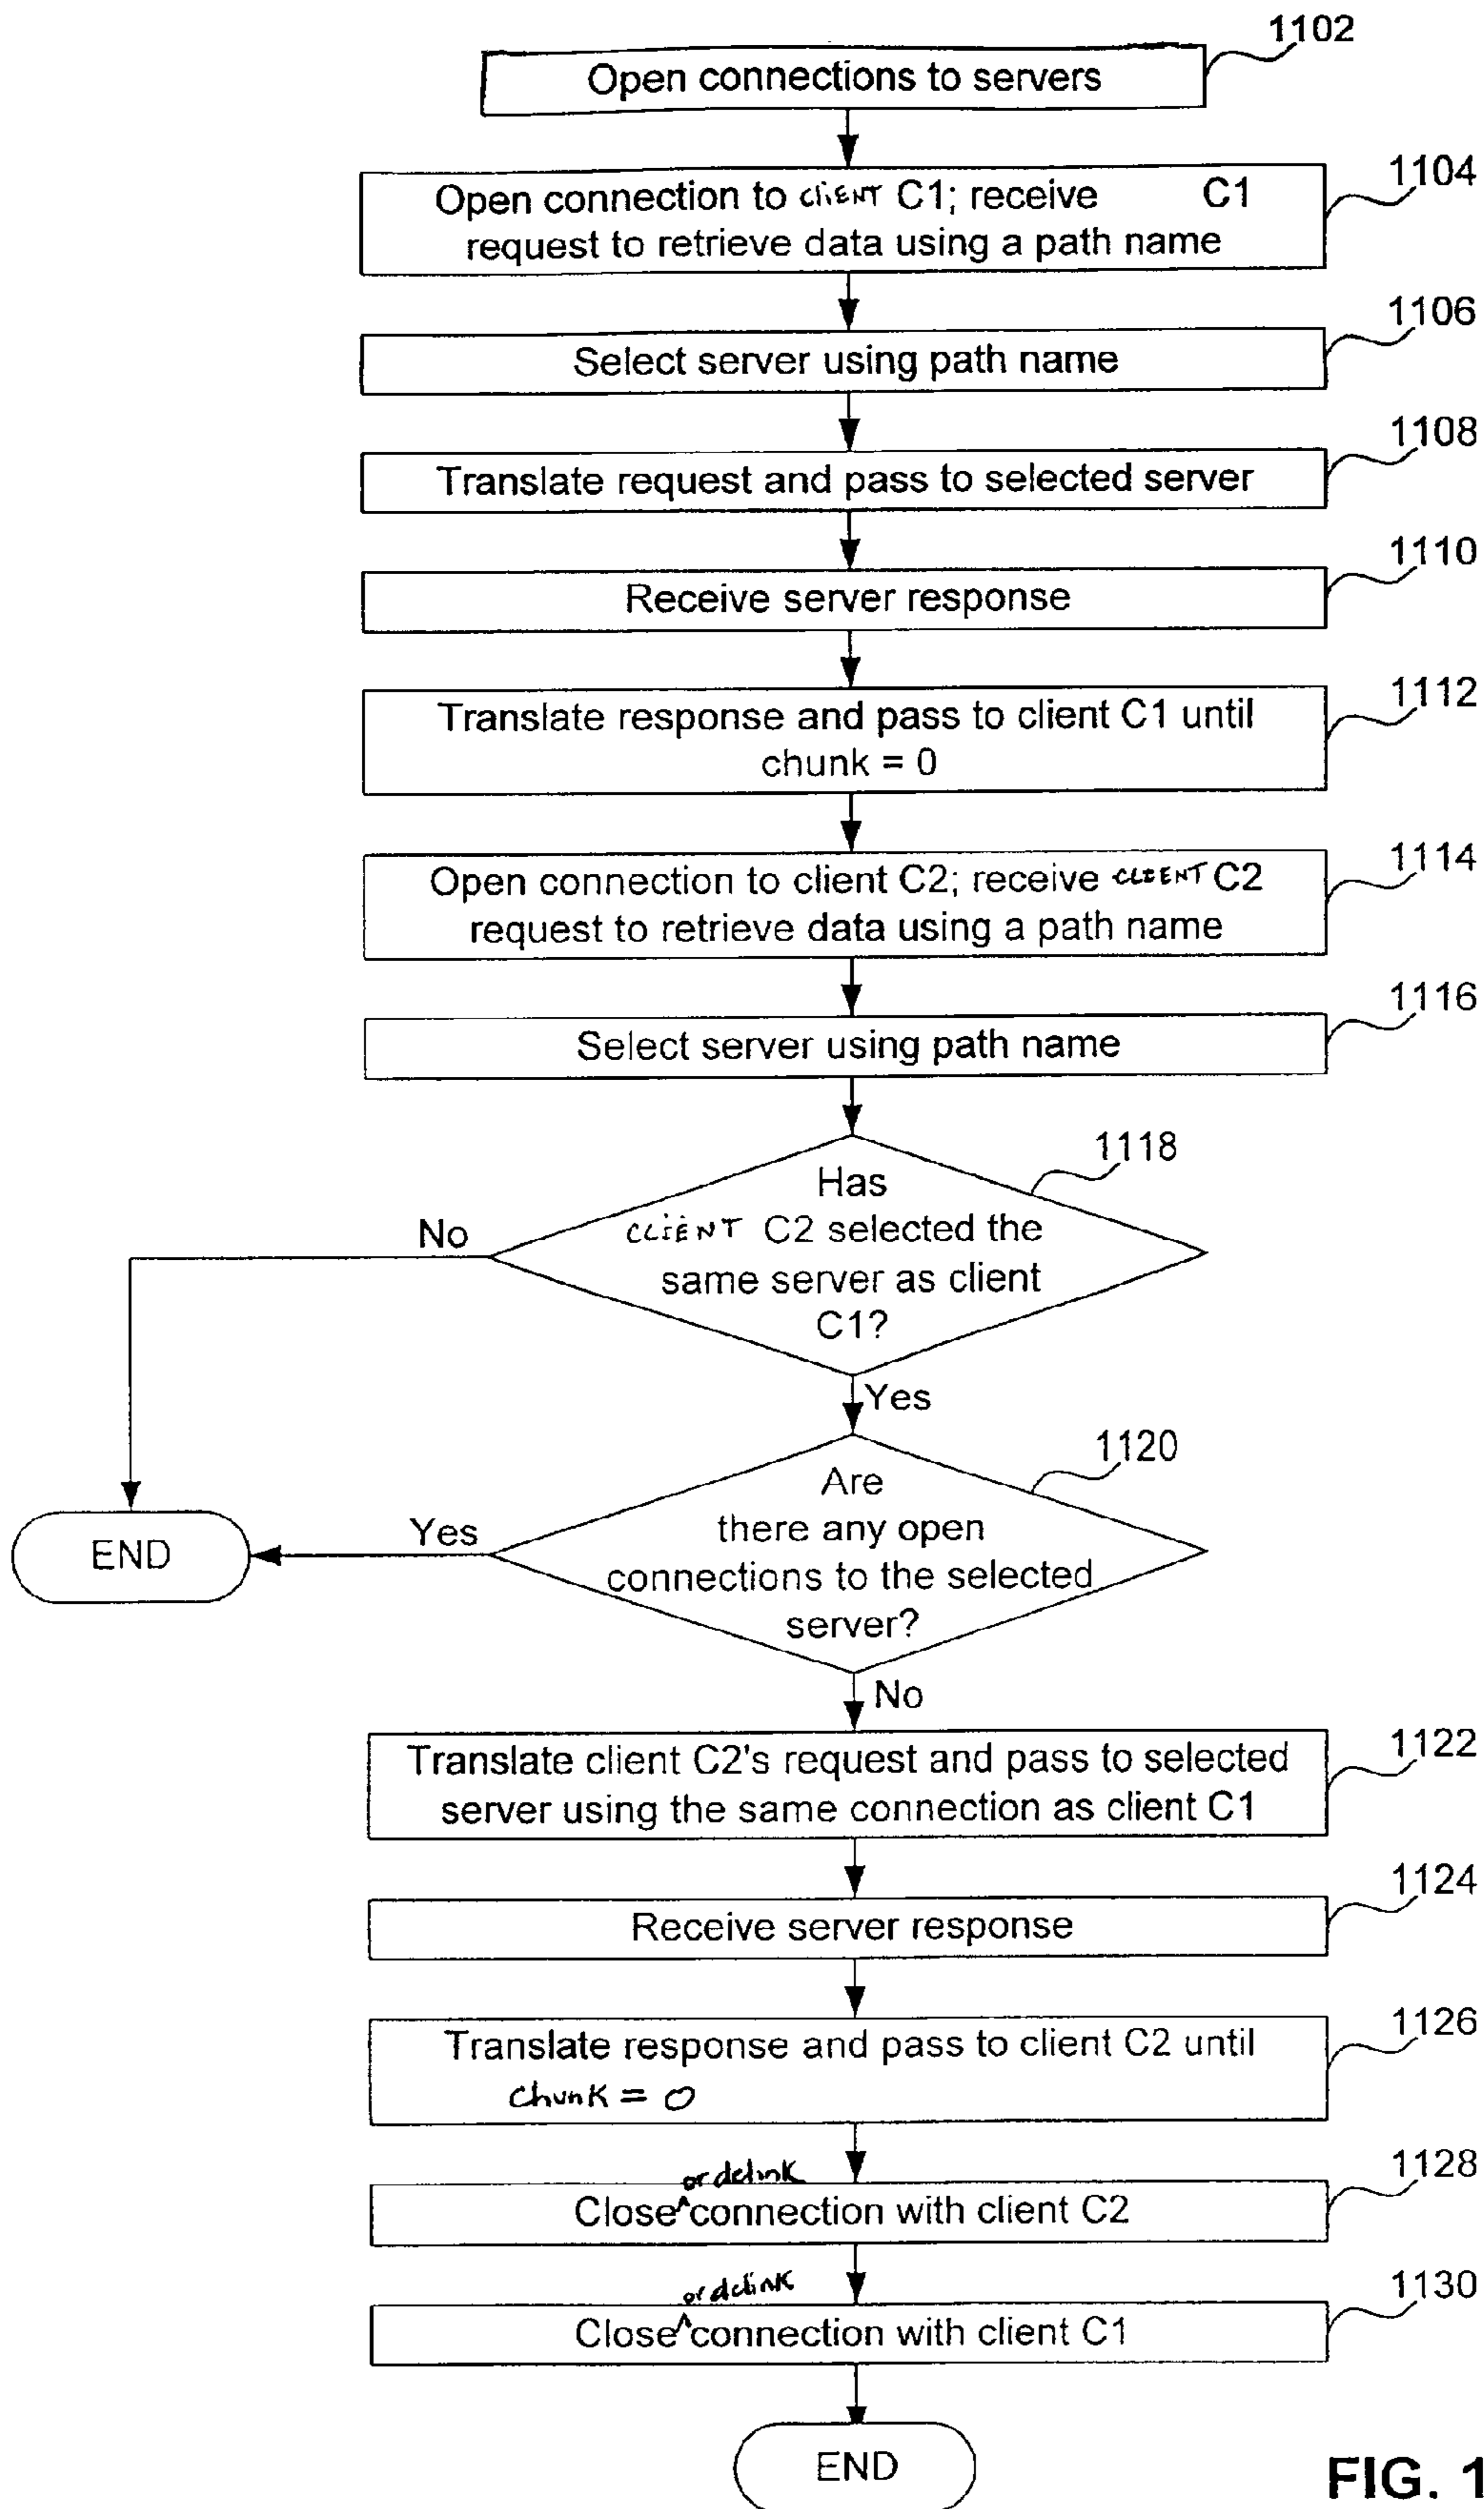 1102
Open connections to servers
1104
Open connection to client C1; receive C1
request to retrieve data using a path name
1106
Select server using path name
1108
Translate request and pass to selected server
1110
Receive server response
1112
Translate response and pass to client C1 until
chunk = 0
1114
Open connection to client C2; receive CLIENT C2
request to retrieve data using a path name
1116
Select server using path name
1118
Has
CLIENT C2 selected the
same server as client
C1?
No
Yes
1120
Are
there any open
connections to the selected
server?
Yes
END
No
1122
Translate client C2's request and pass to selected
server using the same connection as client C1
1124
Receive server response
1126
Translate response and pass to client C2 until
chunk = 0
1128
or delink
Close ^ connection with client C2
1130
or delink
Close ^ connection with client C1
END
FIG. 1